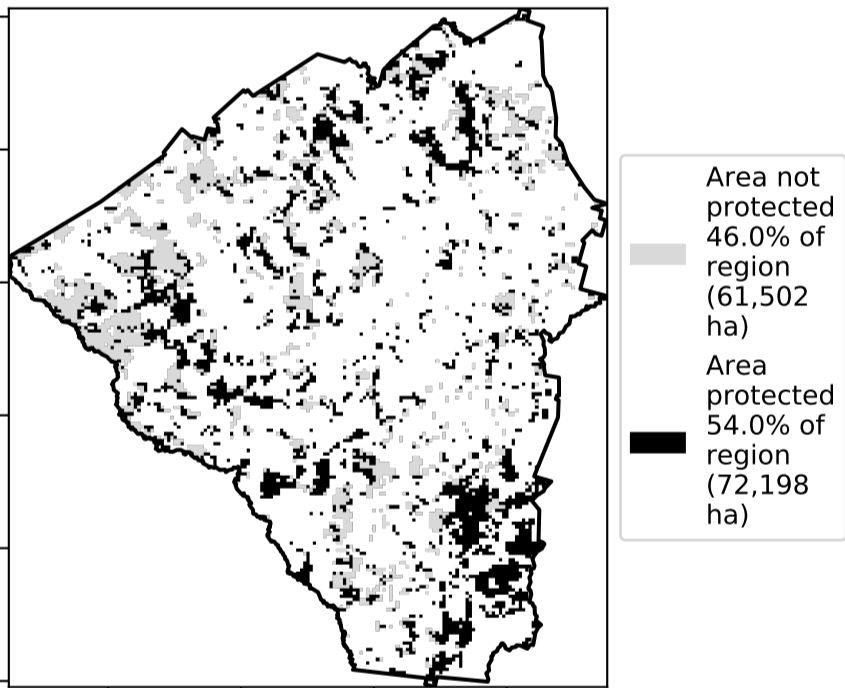 Area not
protected
46.0% of
region
(61,502
ha)
Area
protected
54.0% of
region
(72,198
ha)